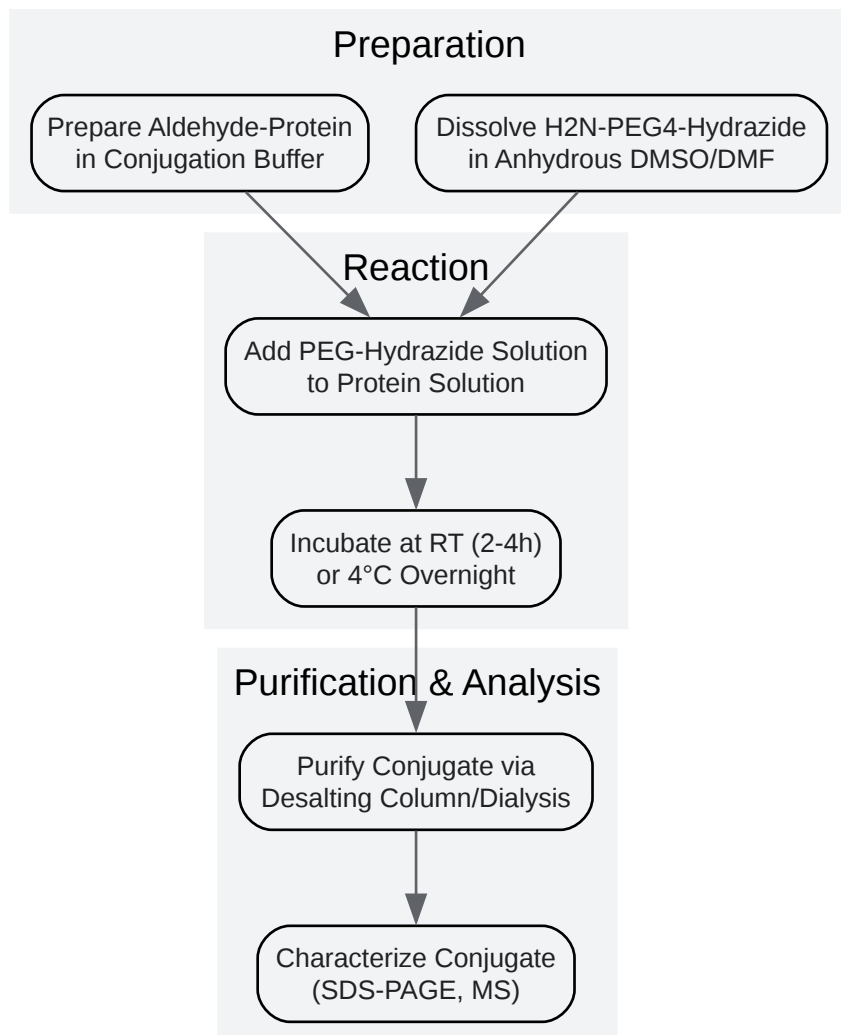 Preparation
Prepare Aldehyde-Protein
in Conjugation Buffer
Dissolve H2N-PEG4-Hydrazide
in Anhydrous DMSO/DMF
Reaction
Add PEG-Hydrazide Solution
to Protein Solution
Incubate at RT (2-4h)
or 4°C Overnight
Purification & Analysis
Purify Conjugate via
Desalting Column/Dialysis
Characterize Conjugate
(SDS-PAGE, MS)